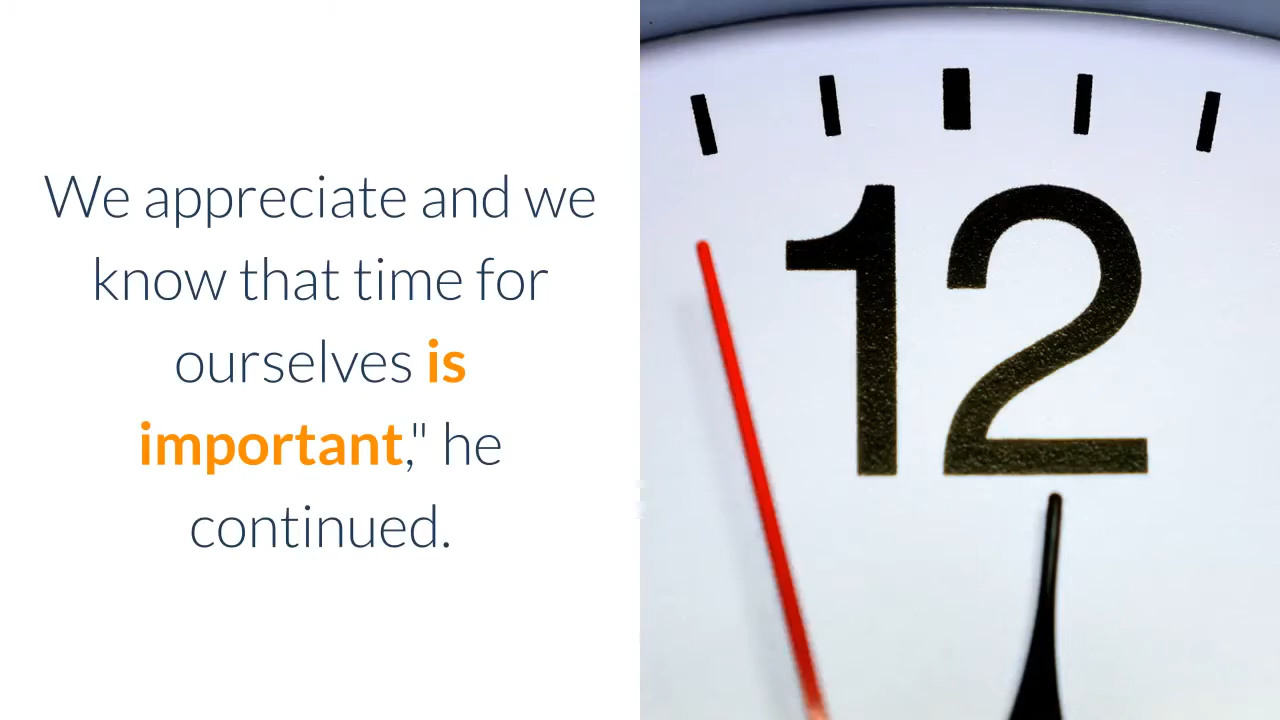 We appreciate and we
know that time for
ourselves is
important," he
continued.
12